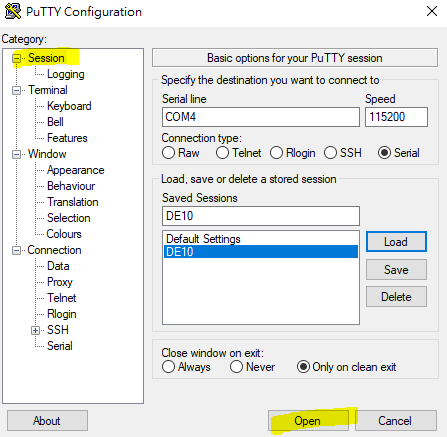 PuTTY Configuration
Category:
Session
Logging
Terminal
Keyboard
Bell
Features
Window
Appearance
Behaviour
Translation
Selection
Colours
Connection
Data
Proxy
Telnet
Rlogin
SSH
Serial
Basic options for your PuTTY session
Specify the destination you want to connect to
Serial line Speed
COM4 115200
Connection type:
Raw Telnet Rlogin SSH Serial
Load, save or delete a stored session
Saved Sessions
DE10
Default Settings
DE10
Load
Save
Delete
Close window on exit:
Always Never Only on clean exit
About Open Cancel